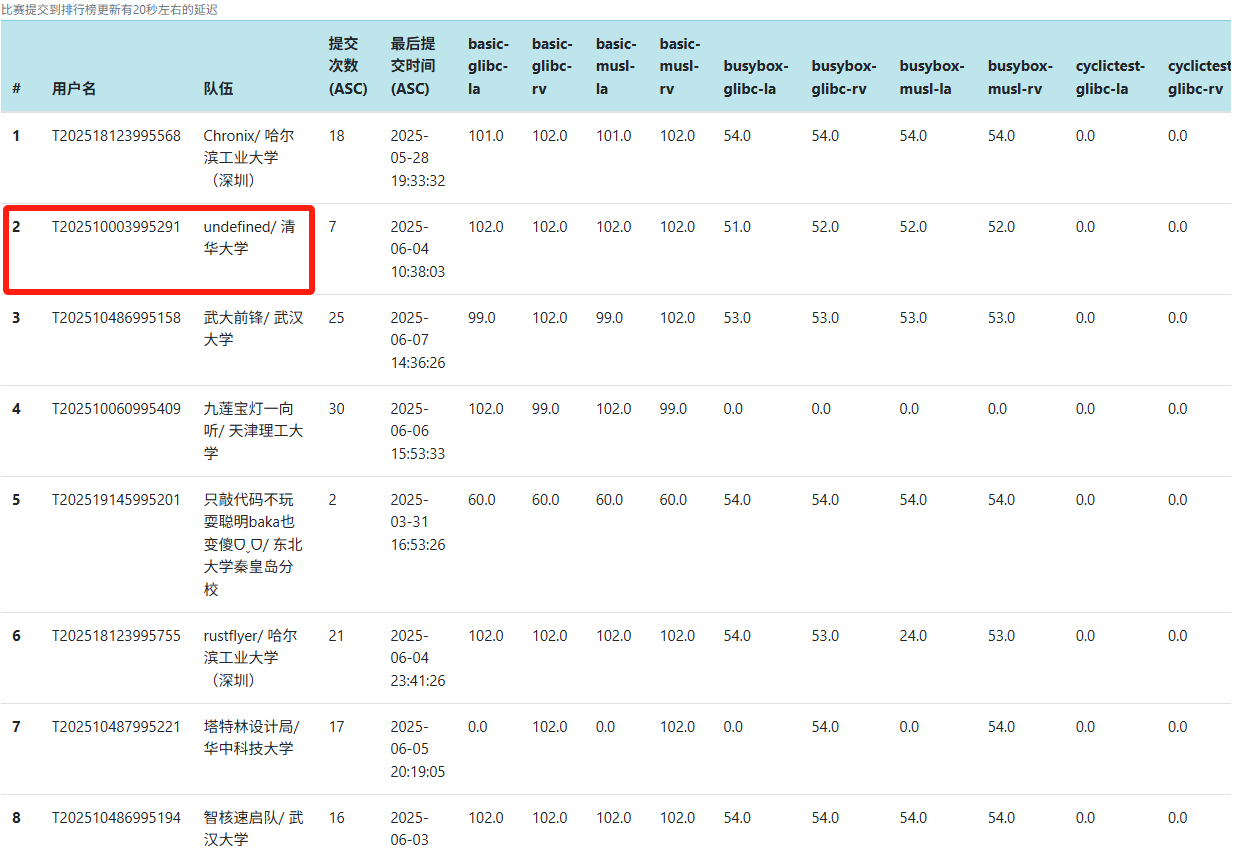 比赛提交到排行榜更新有20秒左右的延迟
# 用户名 队伍 提交次数(ASC) 最后提交时间(ASC) basic-glibc-la basic-glibc-rv basic-musl-la basic-musl-rv busybox-glibc-la busybox-glibc-rv busybox-musl-la busybox-musl-rv cyclictest-glibc-la cyclictest-glibc-rv
1 T202518123995568 Chronix/ 哈尔滨工业大学（深圳） 18 2025-05-28 19:33:32 101.0 102.0 101.0 102.0 54.0 54.0 54.0 54.0 0.0 0.0
2 T202510003995291 undefined/ 清华大学 7 2025-06-04 10:38:03 102.0 102.0 102.0 102.0 51.0 52.0 52.0 52.0 0.0 0.0
3 T202510486995158 武大前锋/ 武汉大学 25 2025-06-07 14:36:26 99.0 102.0 99.0 102.0 53.0 53.0 53.0 53.0 0.0 0.0
4 T202510060995409 九莲宝灯一向听/ 天津理工大学 30 2025-06-06 15:53:33 102.0 99.0 102.0 99.0 0.0 0.0 0.0 0.0 0.0 0.0
5 T202519145995201 只敲代码不玩耍聪明baka也变傻ᗜˬᗜ/ 东北大学秦皇岛分校 2 2025-03-31 16:53:26 60.0 60.0 60.0 60.0 54.0 54.0 54.0 54.0 0.0 0.0
6 T202518123995755 rustflyer/ 哈尔滨工业大学（深圳） 21 2025-06-04 23:41:26 102.0 102.0 102.0 102.0 54.0 53.0 24.0 53.0 0.0 0.0
7 T202510487995221 塔特林设计局/ 华中科技大学 17 2025-06-05 20:19:05 0.0 102.0 0.0 102.0 0.0 54.0 0.0 54.0 0.0 0.0
8 T202510486995194 智核速启队/ 武汉大学 16 2025-06-03 102.0 102.0 102.0 102.0 54.0 54.0 54.0 54.0 0.0 0.0